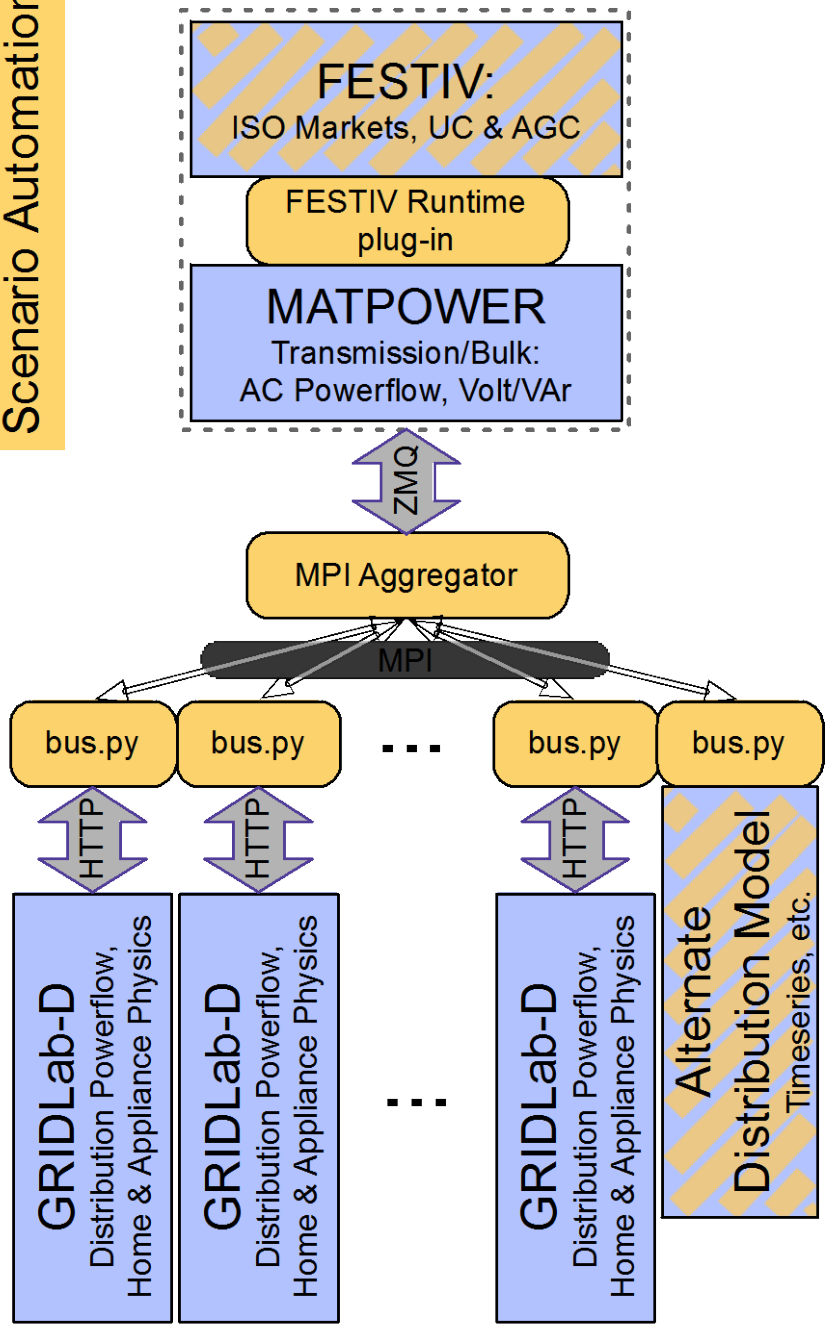 Scenario Automation
FESTIV:
ISO Markets, UC & AGC
FESTIV Runtime
plug-in
MATPOWER
Transmission/Bulk:
AC Powerflow, Volt/VAr
ZMQ
MPI Aggregator
MPI
bus.py
bus.py
...
bus.py
bus.py
HTTP
HTTP
HTTP
GRIDLab-D
Distribution Powerflow,
Home & Appliance Physics
GRIDLab-D
Distribution Powerflow,
Home & Appliance Physics
...
GRIDLab-D
Distribution Powerflow,
Home & Appliance Physics
Alternate
Distribution Model
Timeseries, etc.